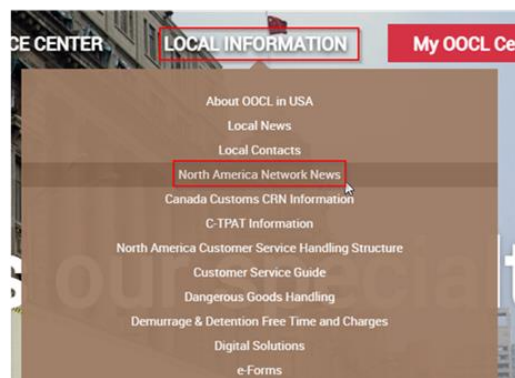 CE CENTER LOCAL INFORMATION My OOCL Ce
About OOCL in USA
Local News
Local Contacts
North America Network News
Canada Customs CRN Information
C-TPAT Information
North America Customer Service Handling Structure
Customer Service Guide
Dangerous Goods Handling
Demurrage & Detention Free Time and Charges
Digital Solutions
e-Forms
s our special t